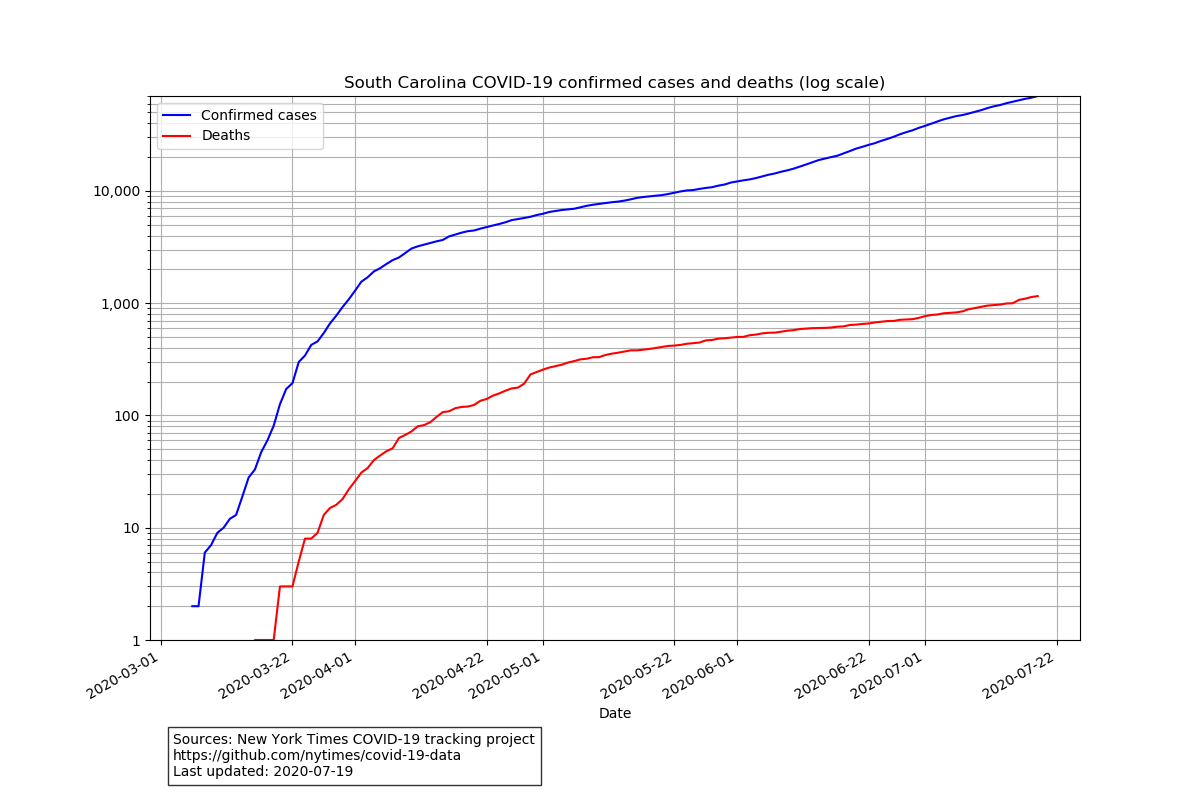 South Carolina COVID-19 confirmed cases and deaths (log scale)
Confirmed cases
Deaths
10,000
1,000
100
10
1
2020-03-01
2020-03-22
2020-04-01
2020-04-22
2020-05-01
2020-05-22
2020-06-01
2020-06-22
2020-07-01
2020-07-22
Date
Sources: New York Times COVID-19 tracking project
https://github.com/nytimes/covid-19-data
Last updated: 2020-07-19